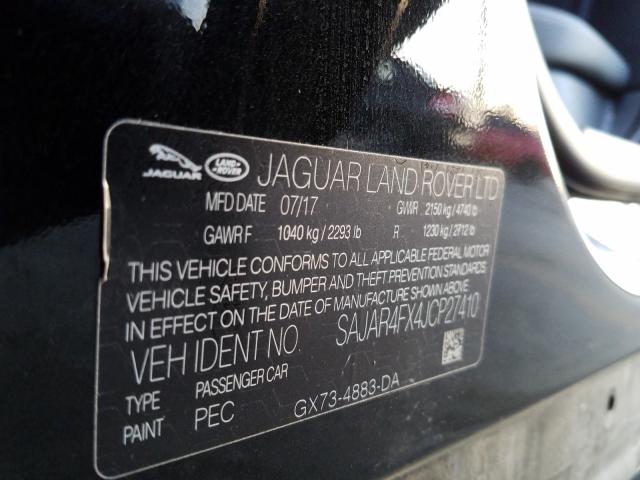 JAGUAR LAND-ROVER JAGUAR LAND ROVER LTD
MFD DATE 07/17 GWR 2150 kg / 4740 lb
GAWR F 1040 kg / 2293 lb R 1230 kg / 2712 lb
THIS VEHICLE CONFORMS TO ALL APPLICABLE FEDERAL MOTOR
VEHICLE SAFETY, BUMPER AND THEFT PREVENTION STANDARDS
IN EFFECT ON THE DATE OF MANUFACTURE SHOWN ABOVE.
VEH IDENT NO. SAJAR4FX4JCP27410
TYPE PASSENGER CAR
PAINT PEC GX73-4883-DA